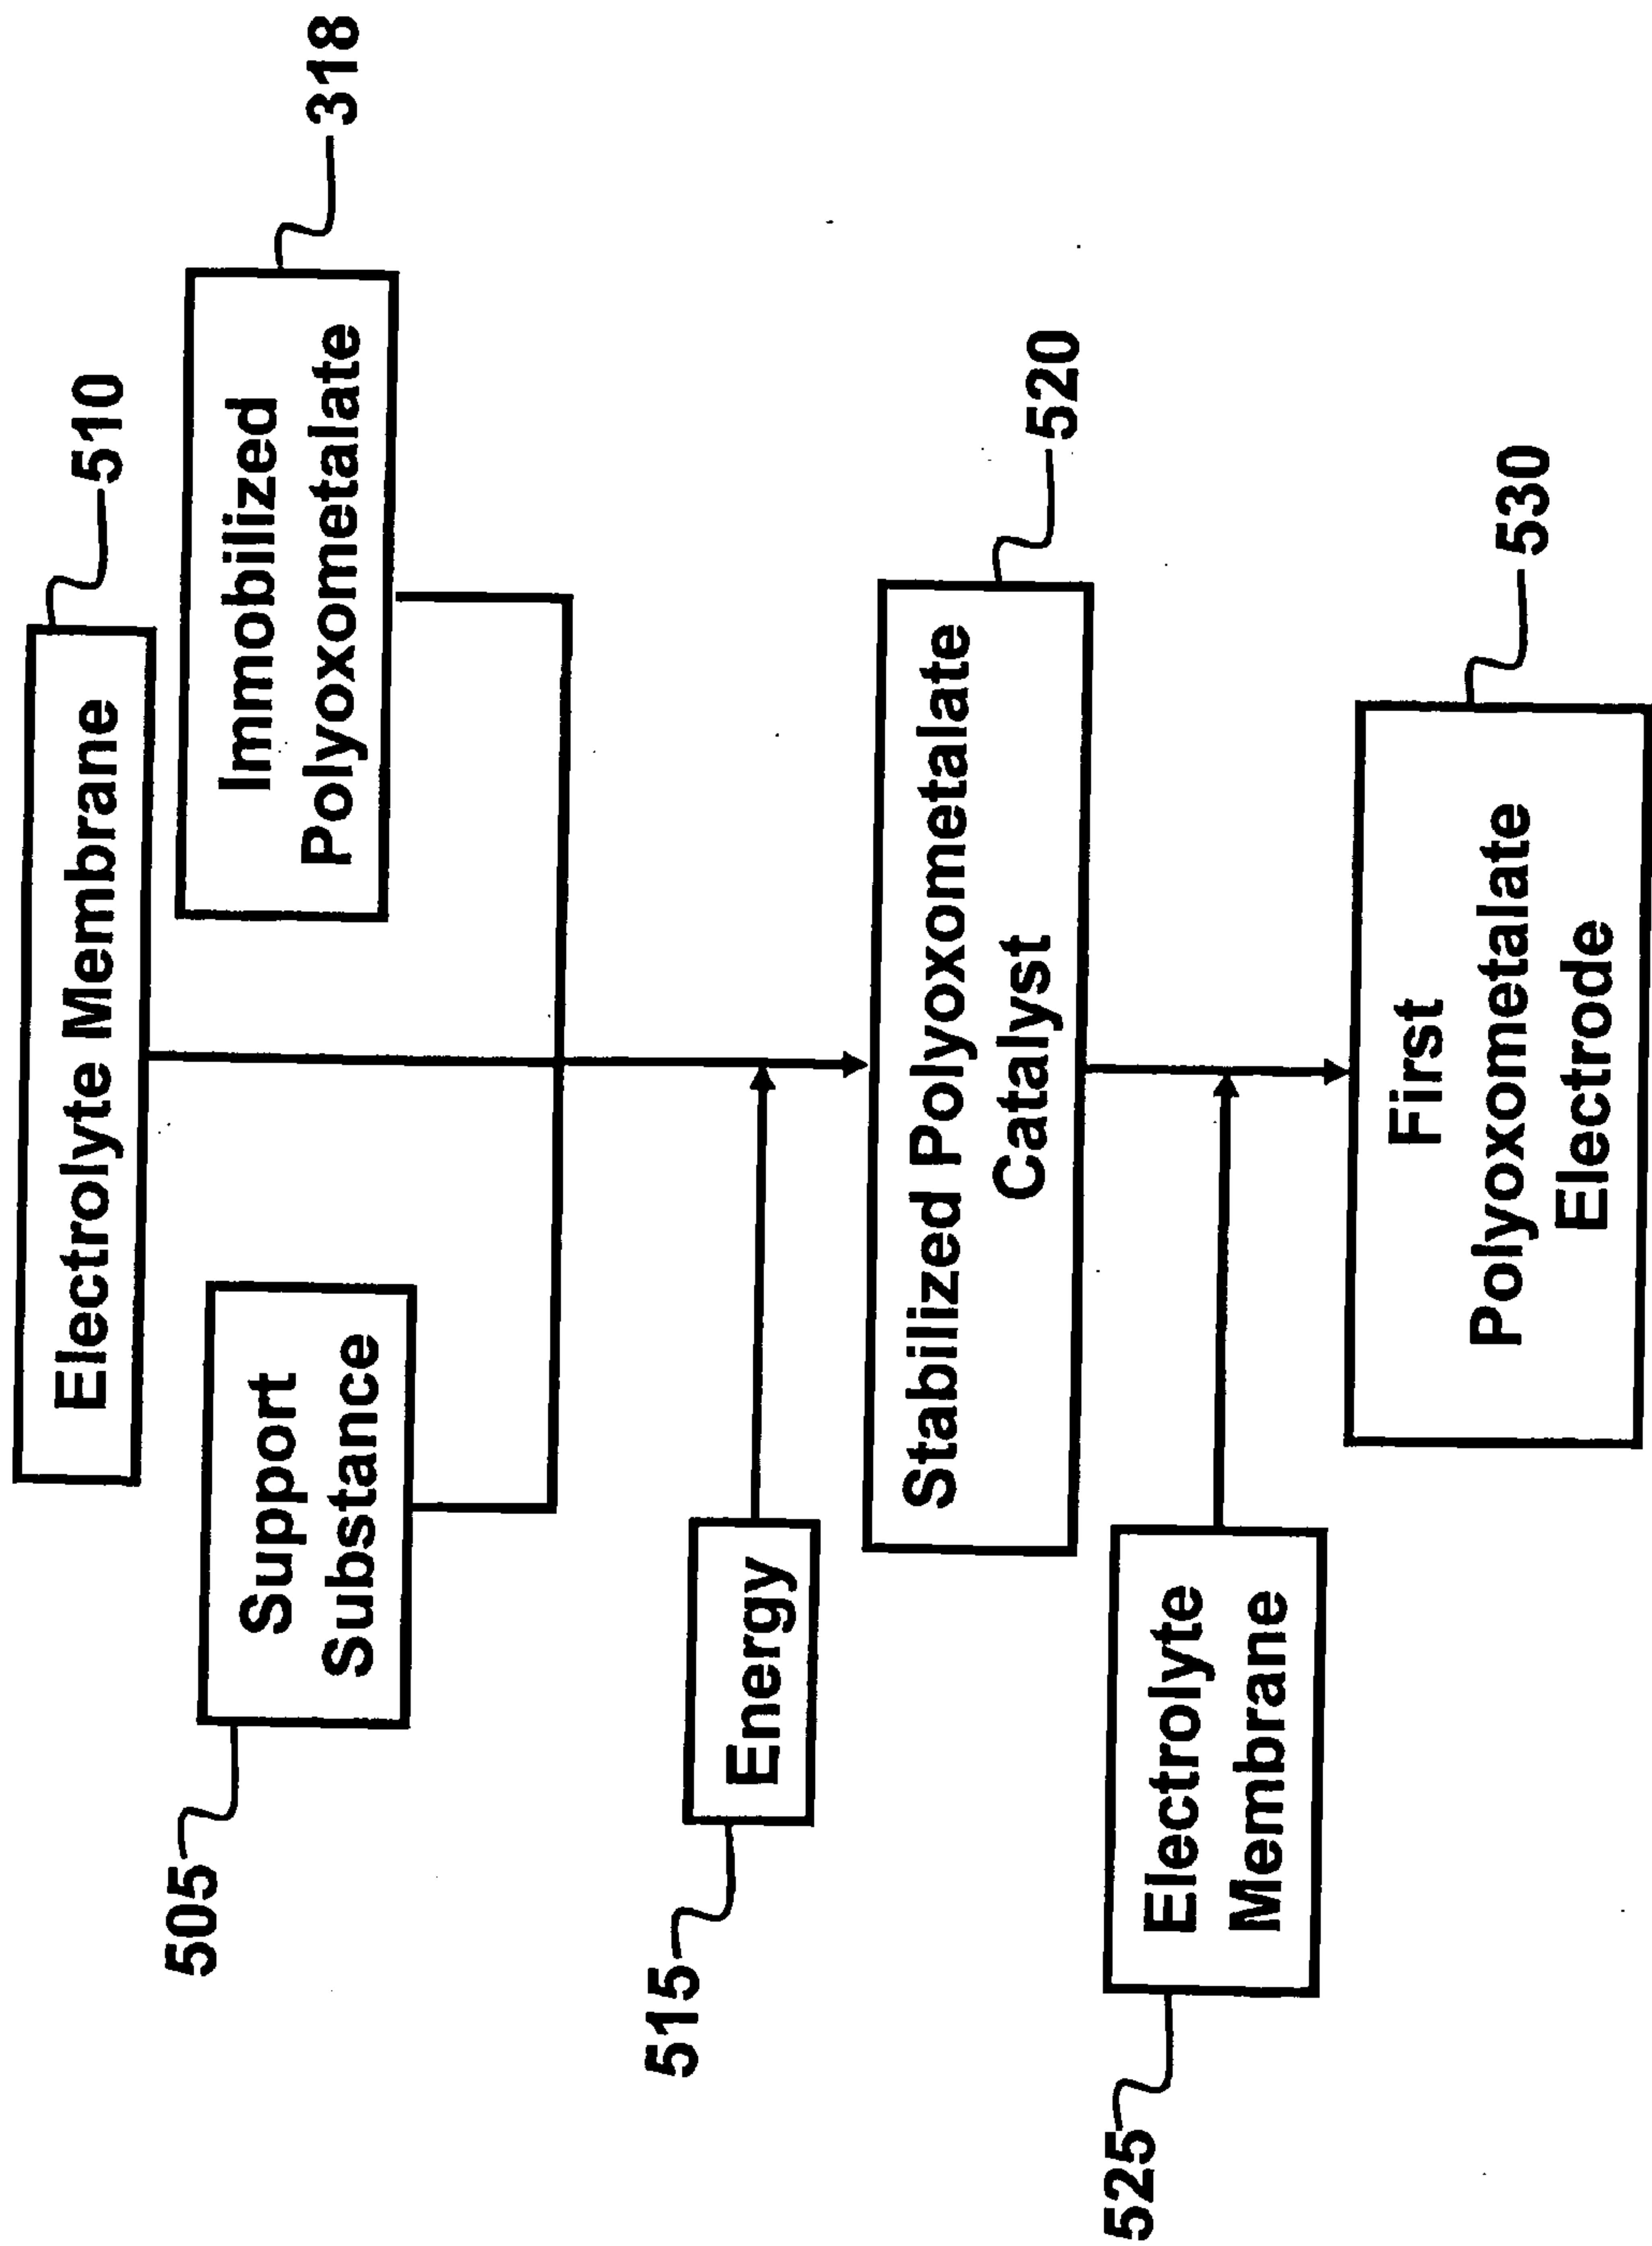 510
Electrolyte Membrane
505
Support
Substance
318
Immobilized
Polyoxometalate
515
Energy
520
Stabilized Polyoxometalate
Catalyst
525
Electrolyte
Membrane
530
First
Polyoxometalate
Electrode